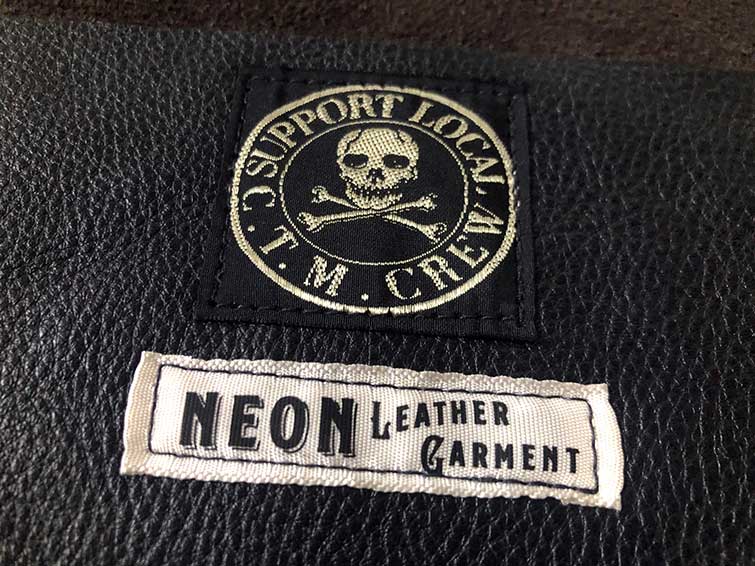 SUPPORT LOCAL
C.T.M.CREW
NEON LEATHER
GARMENT